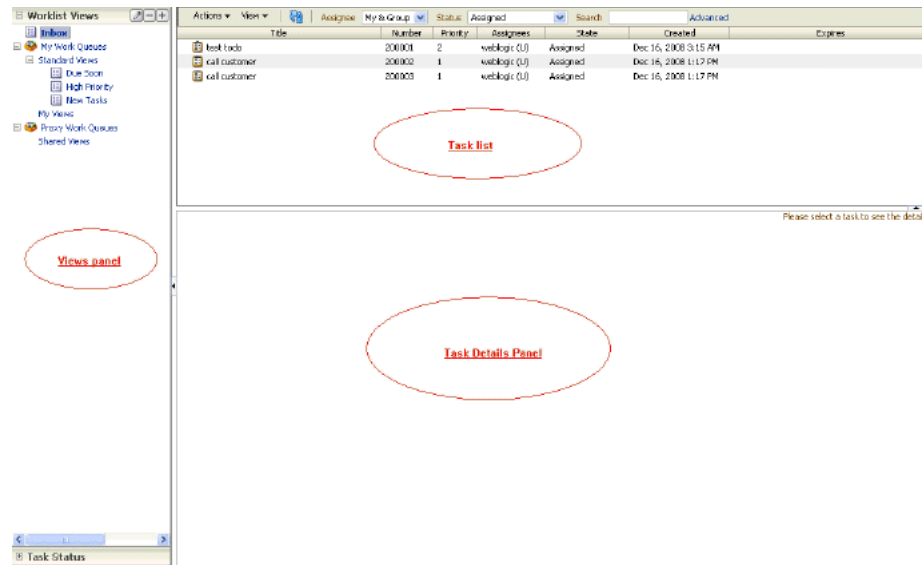 Worklist Views
Inbox
My Work Queues
Standard Views
Due Soon
High Priority
New Tasks
My Views
Proxy Work Queues
Shared Views
Views panel
Task Status
Actions View Assignee My & Group Status Assigned Search Advanced
Title Number Priority Assignees State Created Expires
test todo 200001 2 weblogic (U) Assigned Dec 16, 2008 3:15 AM
call customer 200002 1 weblogic (U) Assigned Dec 16, 2008 1:17 PM
call customer 200003 1 weblogic (U) Assigned Dec 16, 2008 1:17 PM
Task list
Please select a task to see the detai
Task Details Panel